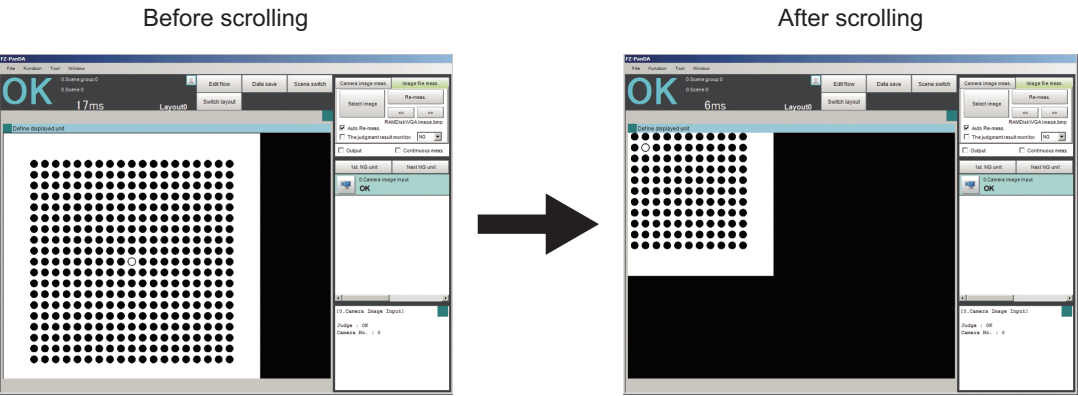 Before scrolling
After scrolling
FZ-PanDA
File Function Tool Window
OK
0.Scene group 0
0.Scene 0
17ms
Layout0
Edit flow
Data save
Scene switch
Switch layout
Define displayed unit
Camera image meas.
Image file meas.
Select image
Re-meas.
<<
>>
RAMDisk\VGA image.bmp
Auto Re-meas.
The judgment result monitor. NG
Output
Continuous meas.
1st. NG unit
Next NG unit
0.Camera Image Input
OK
[0.Camera Image Input]
Judge : OK
Camera No. : 0
FZ-PanDA
File Function Tool Window
OK
0.Scene group 0
0.Scene 0
6ms
Layout0
Edit flow
Data save
Scene switch
Switch layout
Define displayed unit
Camera image meas.
Image file meas.
Select image
Re-meas.
<<
>>
RAMDisk\VGA image.bmp
Auto Re-meas.
The judgment result monitor. NG
Output
Continuous meas.
1st. NG unit
Next NG unit
0.Camera Image Input
OK
[0.Camera Image Input]
Judge : OK
Camera No. : 0